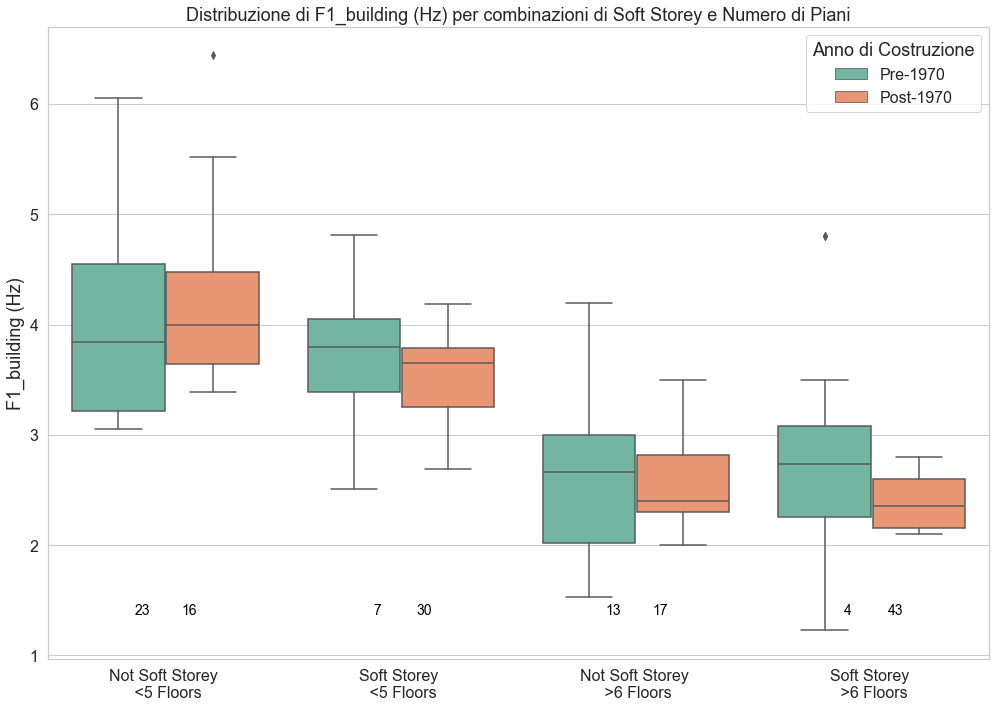 Distribuzione di F1_building (Hz) per combinazioni di Soft Storey e Numero di Piani
Anno di Costruzione
Pre-1970
Post-1970
F1_building (Hz)
6
5
4
3
2
1
23 16 7 30 13 17 4 43
Not Soft Storey
<5 Floors
Soft Storey
<5 Floors
Not Soft Storey
>6 Floors
Soft Storey
>6 Floors